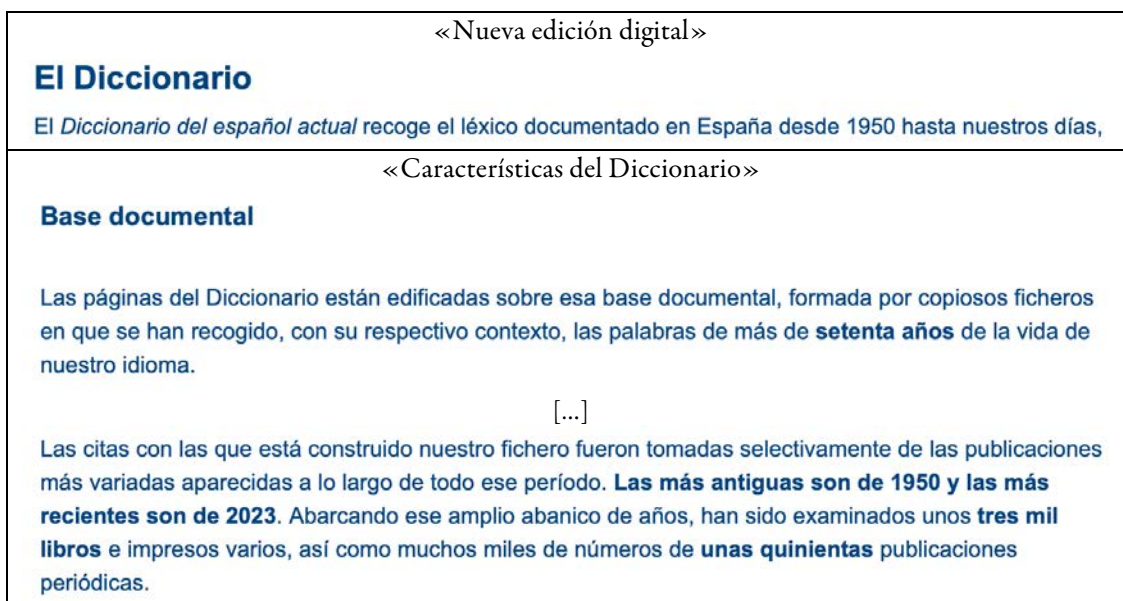 «Nueva edición digital»
El Diccionario
El Diccionario del español actual recoge el léxico documentado en España desde 1950 hasta nuestros días,
«Características del Diccionario»
Base documental
Las páginas del Diccionario están edificadas sobre esa base documental, formada por copiosos ficheros
en que se han recogido, con su respectivo contexto, las palabras de más de setenta años de la vida de
nuestro idioma.
[...]
Las citas con las que está construido nuestro fichero fueron tomadas selectivamente de las publicaciones
más variadas aparecidas a lo largo de todo ese período. Las más antiguas son de 1950 y las más
recientes son de 2023. Abarcando ese amplio abanico de años, han sido examinados unos tres mil
libros e impresos varios, así como muchos miles de números de unas quinientas publicaciones
periódicas.